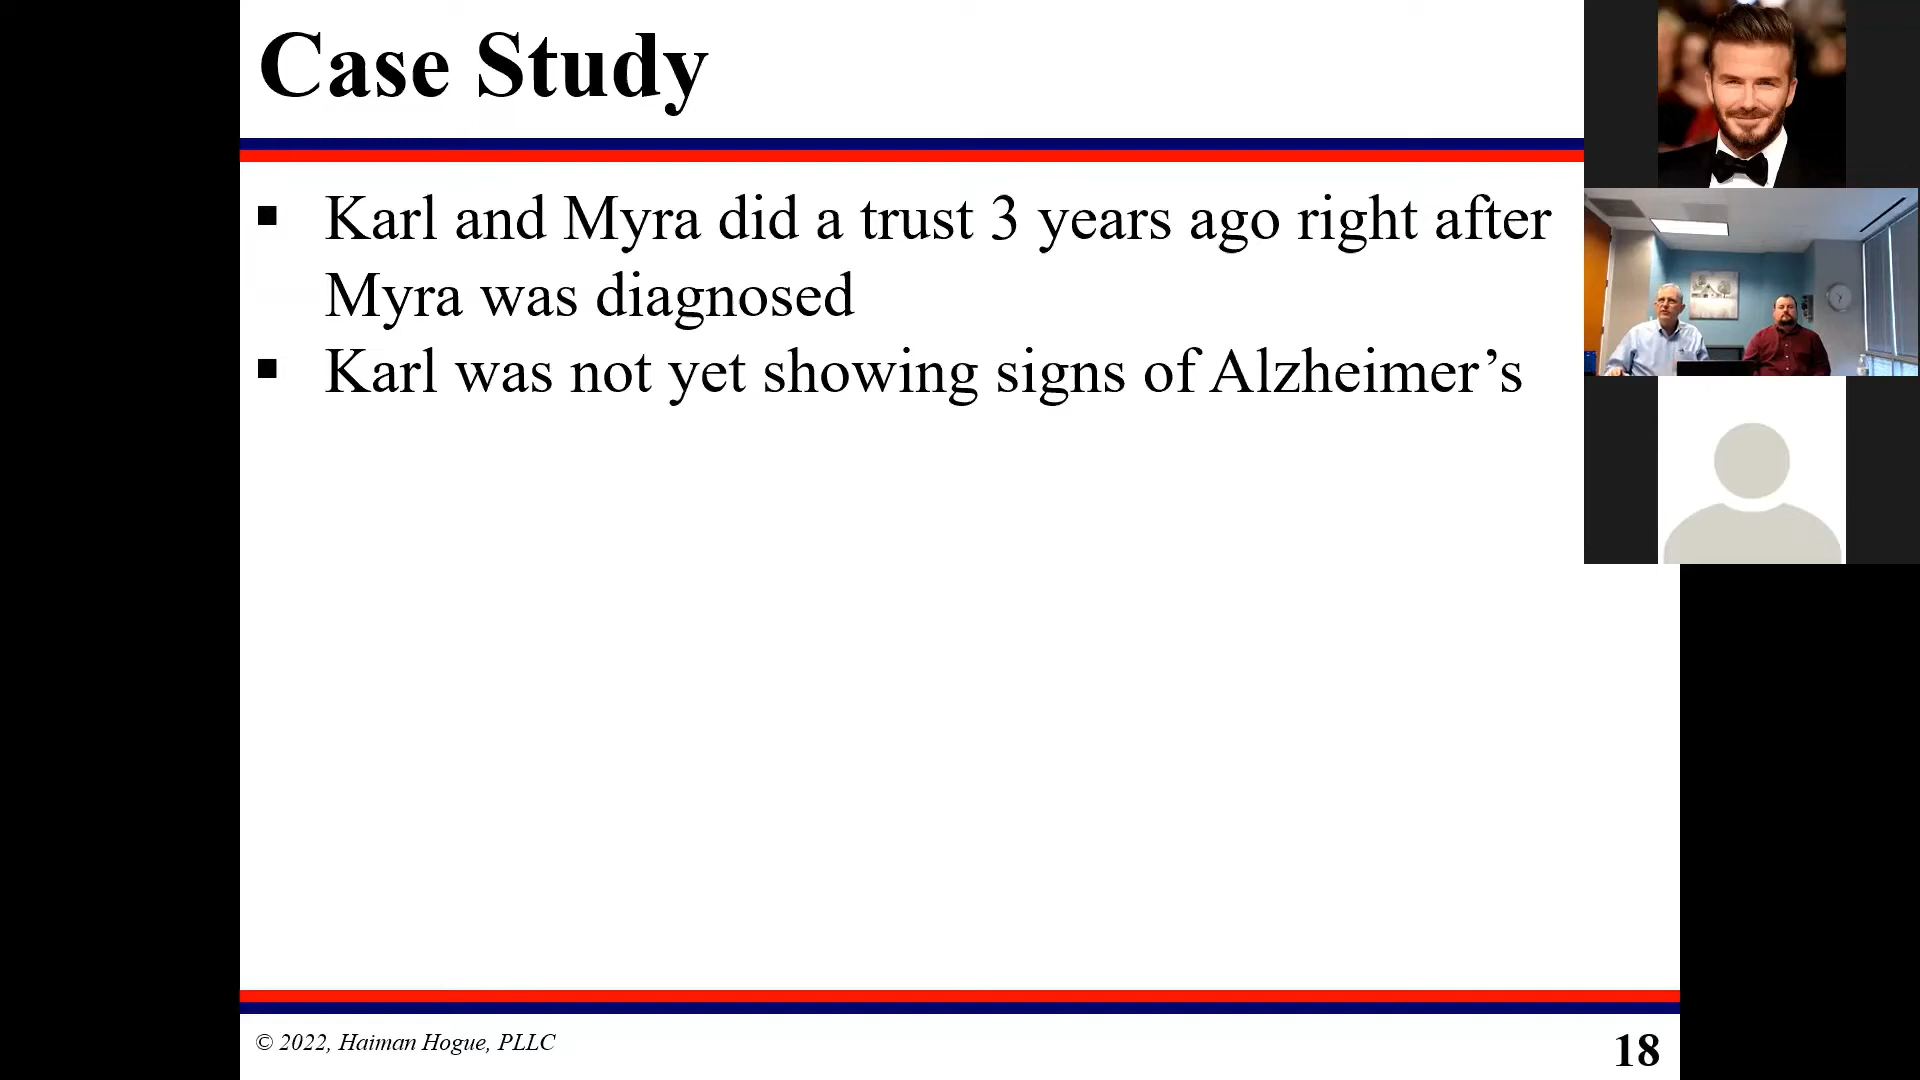 Case Study
▪ Karl and Myra did a trust 3 years ago right after
Myra was diagnosed
▪ Karl was not yet showing signs of Alzheimer’s
© 2022, Haiman Hogue, PLLC
18